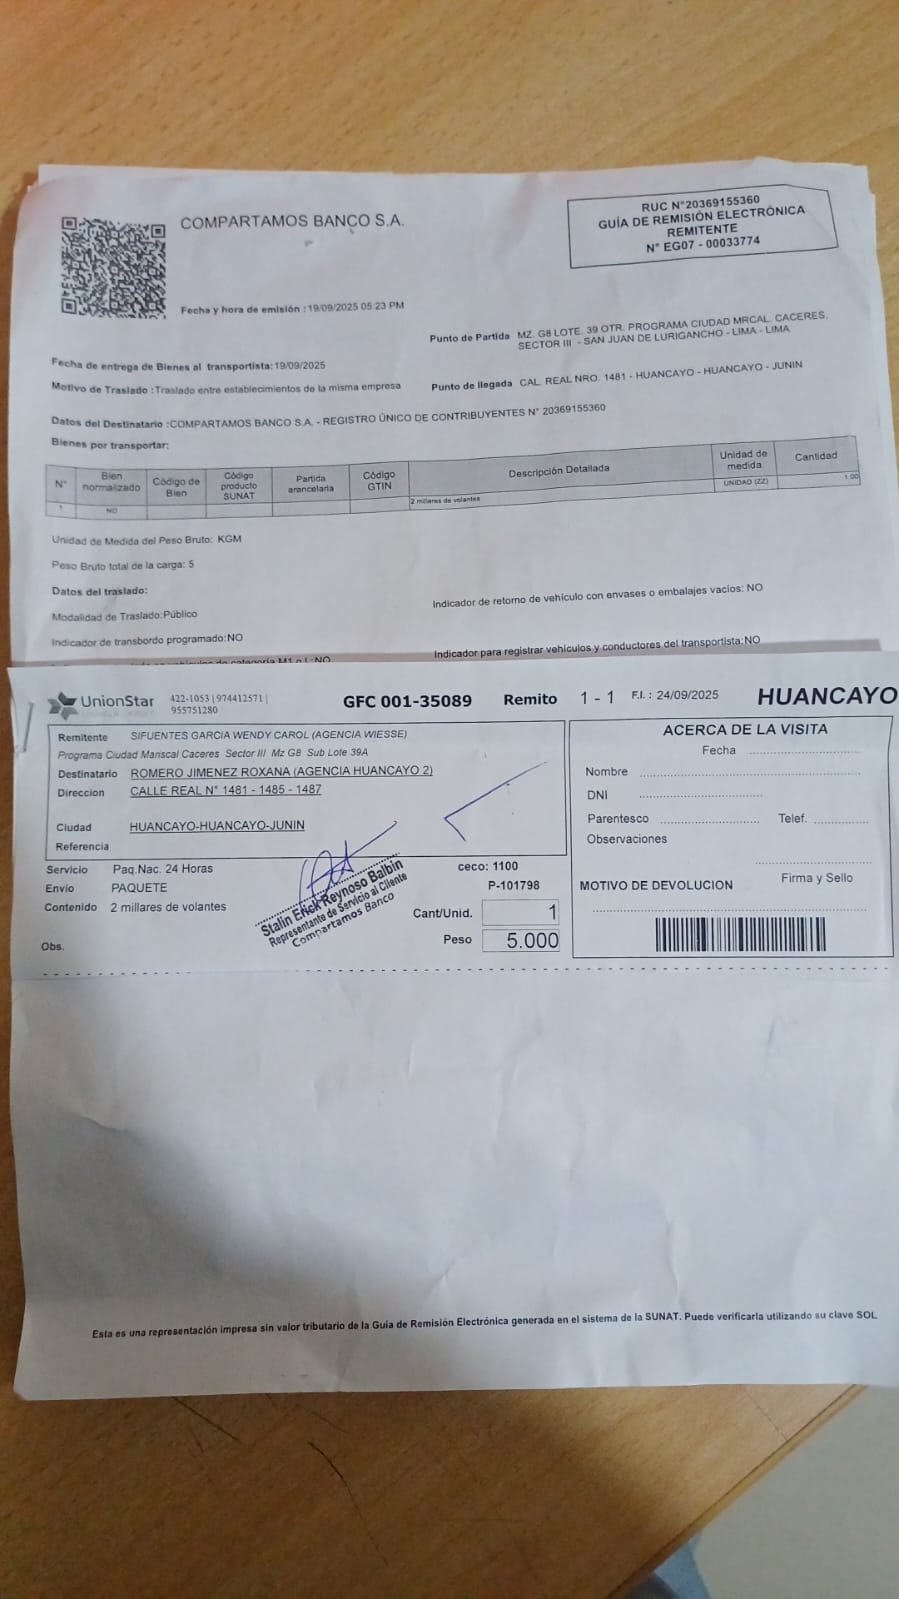 COMPARTAMOS BANCO S.A.
RUC N°20369155360
GUÍA DE REMISIÓN ELECTRÓNICA
REMITENTE
N° EG07 - 00033774
Fecha y hora de emisión : 19/09/2025 05:23 PM
Punto de Partida MZ. G8 LOTE. 39 OTR. PROGRAMA CIUDAD MRCAL. CACERES, SECTOR III - SAN JUAN DE LURIGANCHO - LIMA - LIMA
Fecha de entrega de Bienes al transportista:19/09/2025
Motivo de Traslado :Traslado entre establecimientos de la misma empresa
Punto de llegada CAL. REAL NRO. 1481 - HUANCAYO - HUANCAYO - JUNIN
Datos del Destinatario :COMPARTAMOS BANCO S.A. - REGISTRO ÚNICO DE CONTRIBUYENTES N° 20369155360
Bienes por transportar:
N° Bien normalizado Código de Bien Código producto SUNAT Partida arancelaria Código GTIN Descripción Detallada Unidad de medida Cantidad
1 NO 2 millares de volantes UNIDAD (ZZ) 1.00
Unidad de Medida del Peso Bruto: KGM
Peso Bruto total de la carga: 5
Datos del traslado:
Modalidad de Traslado:Público
Indicador de retorno de vehículo con envases o embalajes vacíos: NO
Indicador de transbordo programado:NO
Indicador para registrar vehículos y conductores del transportista:NO
UnionStar
422-1053 | 974412571 |
955751280
GFC 001-35089 Remito 1 - 1 F.I. : 24/09/2025 HUANCAYO
Remitente SIFUENTES GARCIA WENDY CAROL (AGENCIA WIESSE)
Programa Ciudad Mariscal Caceres Sector III Mz G8 Sub Lote 39A
Destinatario ROMERO JIMENEZ ROXANA (AGENCIA HUANCAYO 2)
Direccion CALLE REAL N° 1481 - 1485 - 1487
Ciudad HUANCAYO-HUANCAYO-JUNIN
Referencia
Servicio Paq.Nac. 24 Horas
Envio PAQUETE
Contenido 2 millares de volantes
Obs.
Stalin Erick Reynoso Balbin
Representante de Servicio al Cliente
Compartamos Banco
ceco: 1100
P-101798
Cant/Unid. 1
Peso 5.000
ACERCA DE LA VISITA
Fecha
Nombre
DNI
Parentesco Telef.
Observaciones
Firma y Sello
MOTIVO DE DEVOLUCION
Esta es una representación impresa sin valor tributario de la Guía de Remisión Electrónica generada en el sistema de la SUNAT. Puede verificarla utilizando su clave SOL